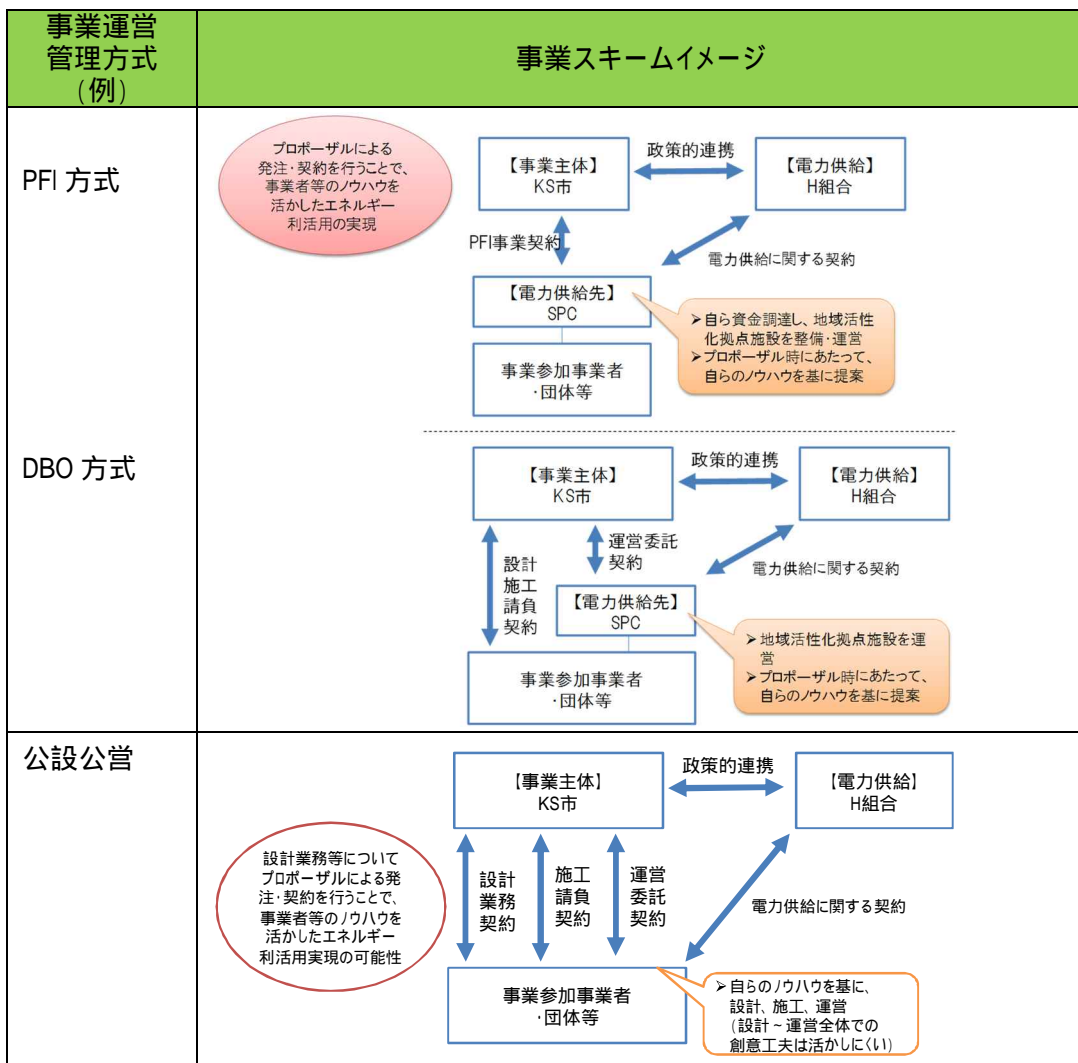 事業運営
管理方式
(例)
事業スキームイメージ
PFI 方式
プロポーザルによる
発注・契約を行うことで、
事業者等のノウハウを
活かしたエネルギー
利活用の実現
【事業主体】
KS市
政策的連携
【電力供給】
H組合
PFI事業契約
電力供給に関する契約
【電力供給先】
SPC
➢自ら資金調達し、地域活性
化拠点施設を整備・運営
➢プロポーザル時にあたって、
自らのノウハウを基に提案
事業参加事業者
・団体等
DBO 方式
【事業主体】
KS市
政策的連携
【電力供給】
H組合
設計
施工
請負
契約
運営委託
契約
電力供給に関する契約
【電力供給先】
SPC
➢地域活性化拠点施設を運
営
➢プロポーザル時にあたって、
自らのノウハウを基に提案
事業参加事業者
・団体等
公設公営
【事業主体】
KS市
政策的連携
【電力供給】
H組合
設計業務等について
プロポーザルによる発
注・契約を行うことで、
事業者等のノウハウを
活かしたエネルギー
利活用実現の可能性
設計
業務
契約
施工
請負
契約
運営
委託
契約
電力供給に関する契約
事業参加事業者
・団体等
➢自らのノウハウを基に、
設計、施工、運営
(設計~運営全体での
創意工夫は活かしにくい)